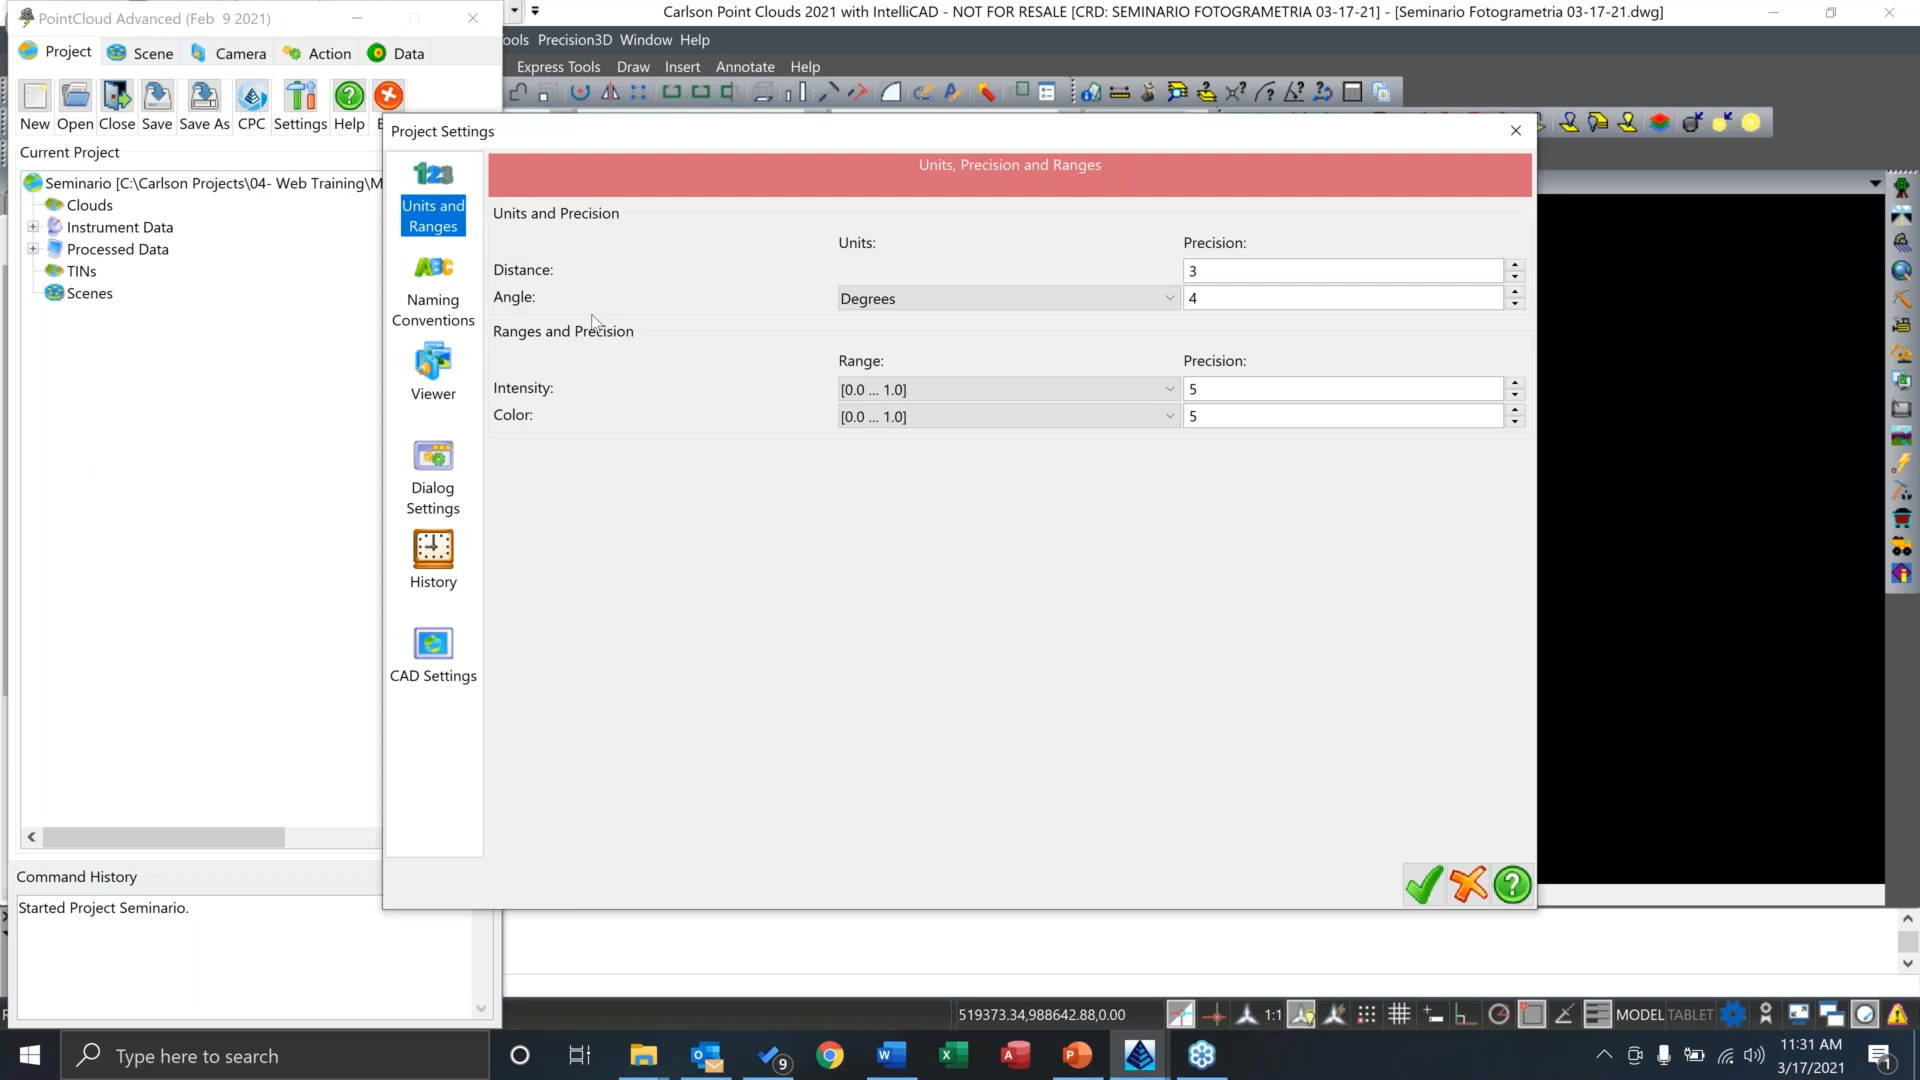 PointCloud Advanced (Feb 9 2021)
Carlson Point Clouds 2021 with IntelliCAD - NOT FOR RESALE [CRD: SEMINARIO FOTOGRAMETRIA 03-17-21] - [Seminario Fotogrametria 03-17-21.dwg]
Project Scene Camera Action Data
ools Precision3D Window Help
Express Tools Draw Insert Annotate Help
New Open Close Save Save As CPC Settings Help
Current Project
Seminario [C:\Carlson Projects\04- Web Training\M
Clouds
Instrument Data
Processed Data
TINs
Scenes
Command History
Started Project Seminario.
Project Settings
123
Units and
Ranges
ABC
Naming
Conventions
Viewer
Dialog
Settings
History
CAD Settings
Units, Precision and Ranges
Units and Precision
Units: Precision:
Distance: 3
Angle: Degrees 4
Ranges and Precision
Range: Precision:
Intensity: [0.0 ... 1.0] 5
Color: [0.0 ... 1.0] 5
519373.34,988642.88,0.00 1:1 MODEL TABLET
Type here to search
9
11:31 AM
3/17/2021
1